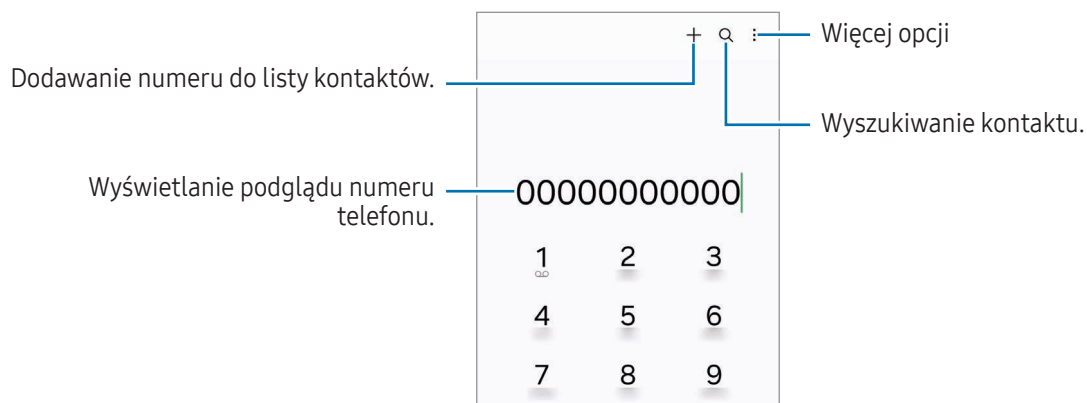 Więcej opcji
Dodawanie numeru do listy kontaktów.
Wyszukiwanie kontaktu.
Wyświetlanie podglądu numeru
telefonu.
00000000000
1 2 3
4 5 6
7 8 9